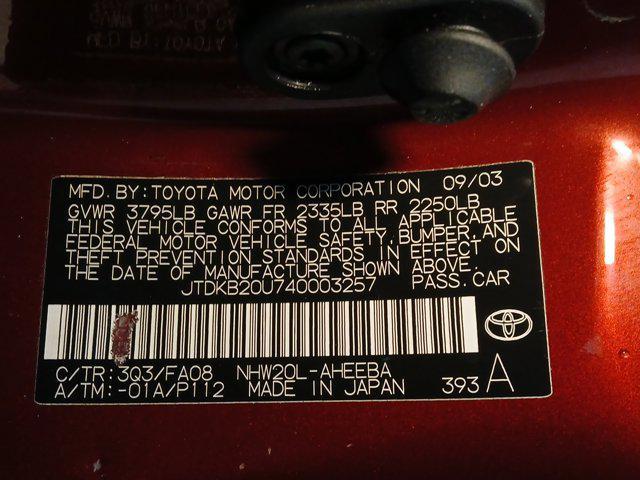 MFD. BY: TOYOTA MOTOR CORPORATION 09/03
GVWR 3795LB GAWR FR 2335LB RR 2250LB
THIS VEHICLE CONFORMS TO ALL APPLICABLE
FEDERAL MOTOR VEHICLE SAFETY, BUMPER, AND
THEFT PREVENTION STANDARDS IN EFFECT ON
THE DATE OF MANUFACTURE SHOWN ABOVE.
JTDKB20U740003257 PASS. CAR
C/TR: 3Q3/FA08 NHW20L-AHEEBA
A/TM: -01A/P112 MADE IN JAPAN 393 A